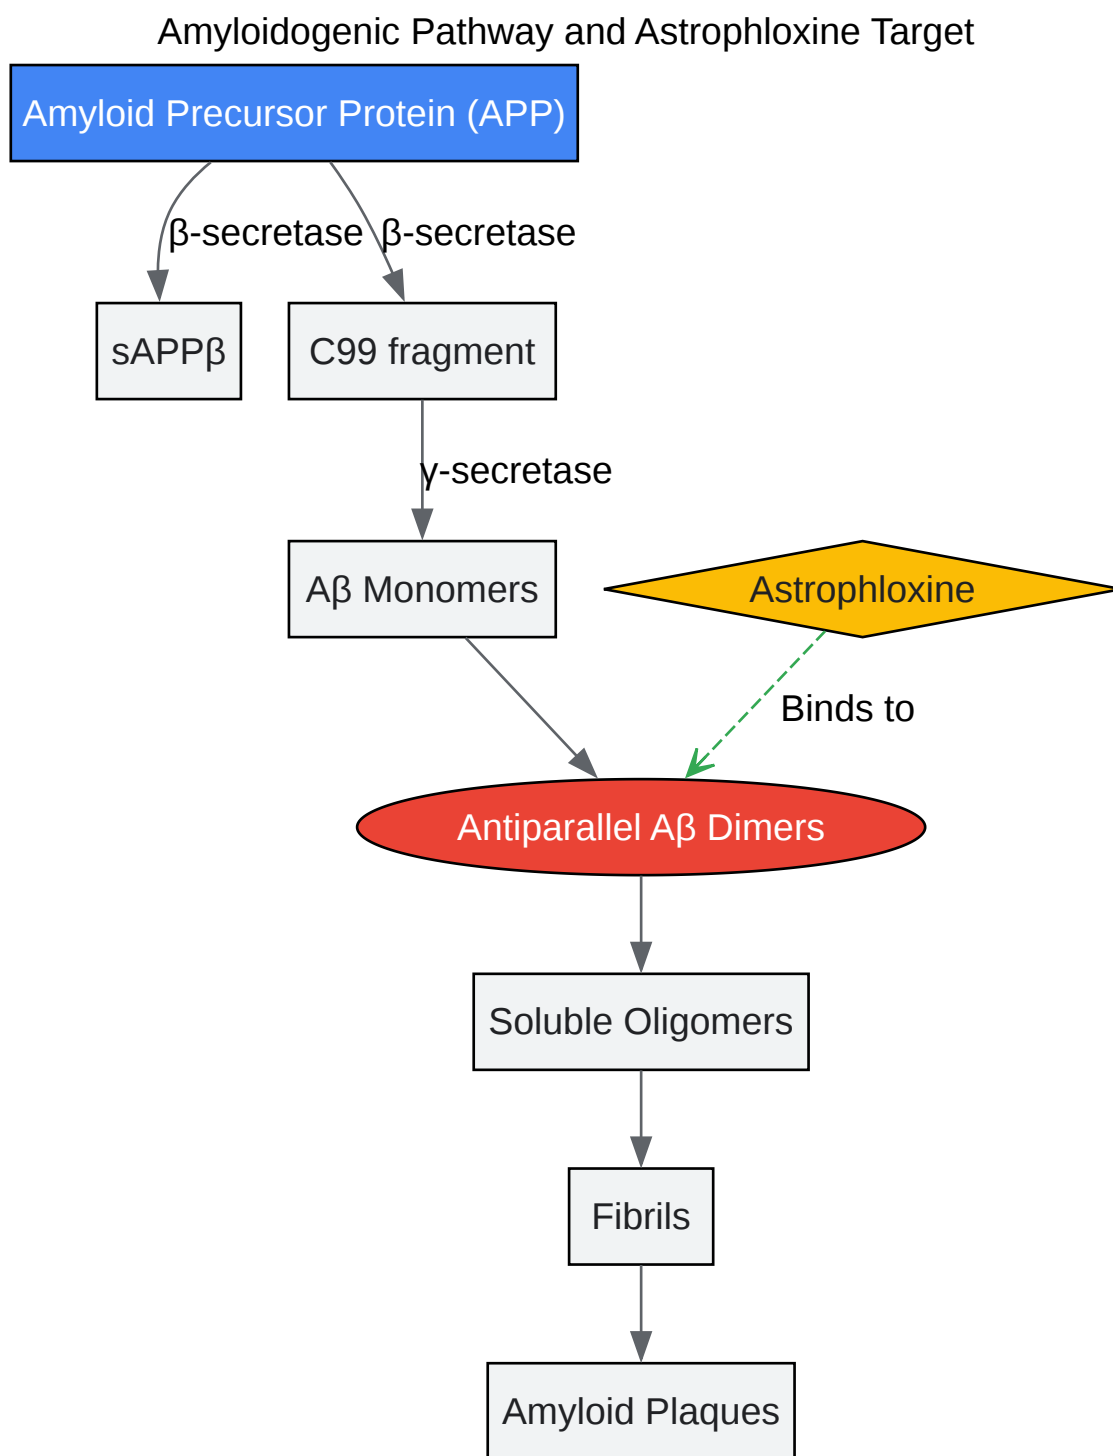 Amyloidogenic Pathway and Astrophloxine Target
Amyloid Precursor Protein (APP)
β-secretase
β-secretase
sAPPβ
C99 fragment
γ-secretase
Aβ Monomers
Astrophloxine
Binds to
Antiparallel Aβ Dimers
Soluble Oligomers
Fibrils
Amyloid Plaques